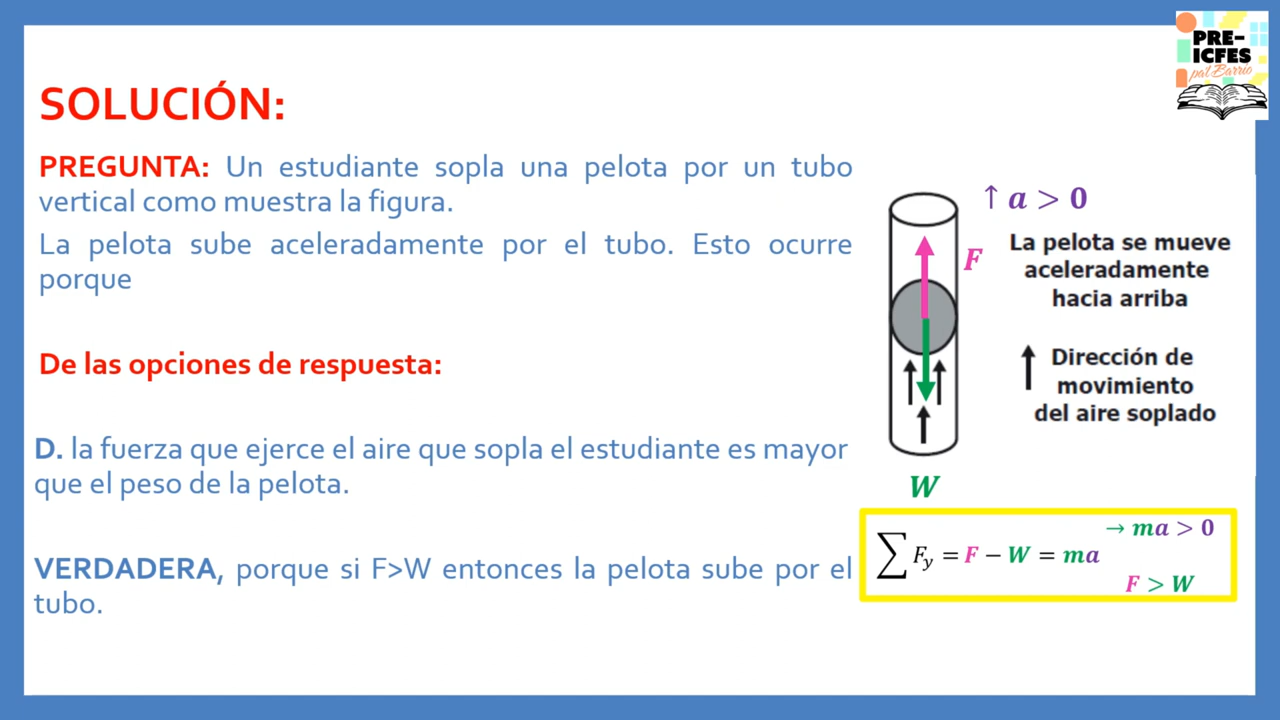 PRE-
ICFES
pal Barrio
SOLUCIÓN:
PREGUNTA: Un estudiante sopla una pelota por un tubo
vertical como muestra la figura.
La pelota sube aceleradamente por el tubo. Esto ocurre
porque
De las opciones de respuesta:
D. la fuerza que ejerce el aire que sopla el estudiante es mayor
que el peso de la pelota.
VERDADERA, porque si F>W entonces la pelota sube por el
tubo.
↑ a > 0
F
La pelota se mueve
aceleradamente
hacia arriba
Dirección de
movimiento
del aire soplado
W
→ ma > 0
∑ Fy = F − W = ma
F > W